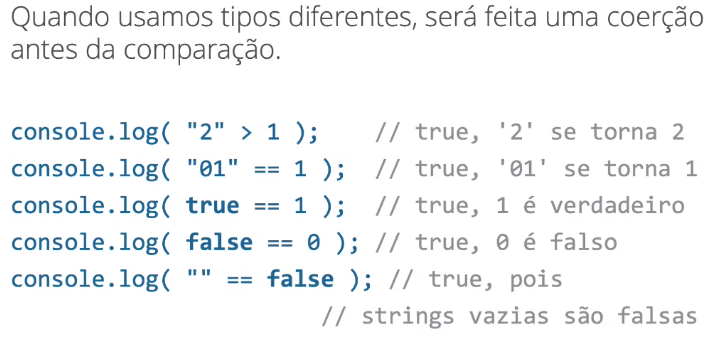 Quando usamos tipos diferentes, será feita uma coerção
antes da comparação.
console.log( "2" > 1 ); // true, '2' se torna 2
console.log( "01" == 1 ); // true, '01' se torna 1
console.log( true == 1 ); // true, 1 é verdadeiro
console.log( false == 0 ); // true, 0 é falso
console.log( "" == false ); // true, pois
// strings vazias são falsas